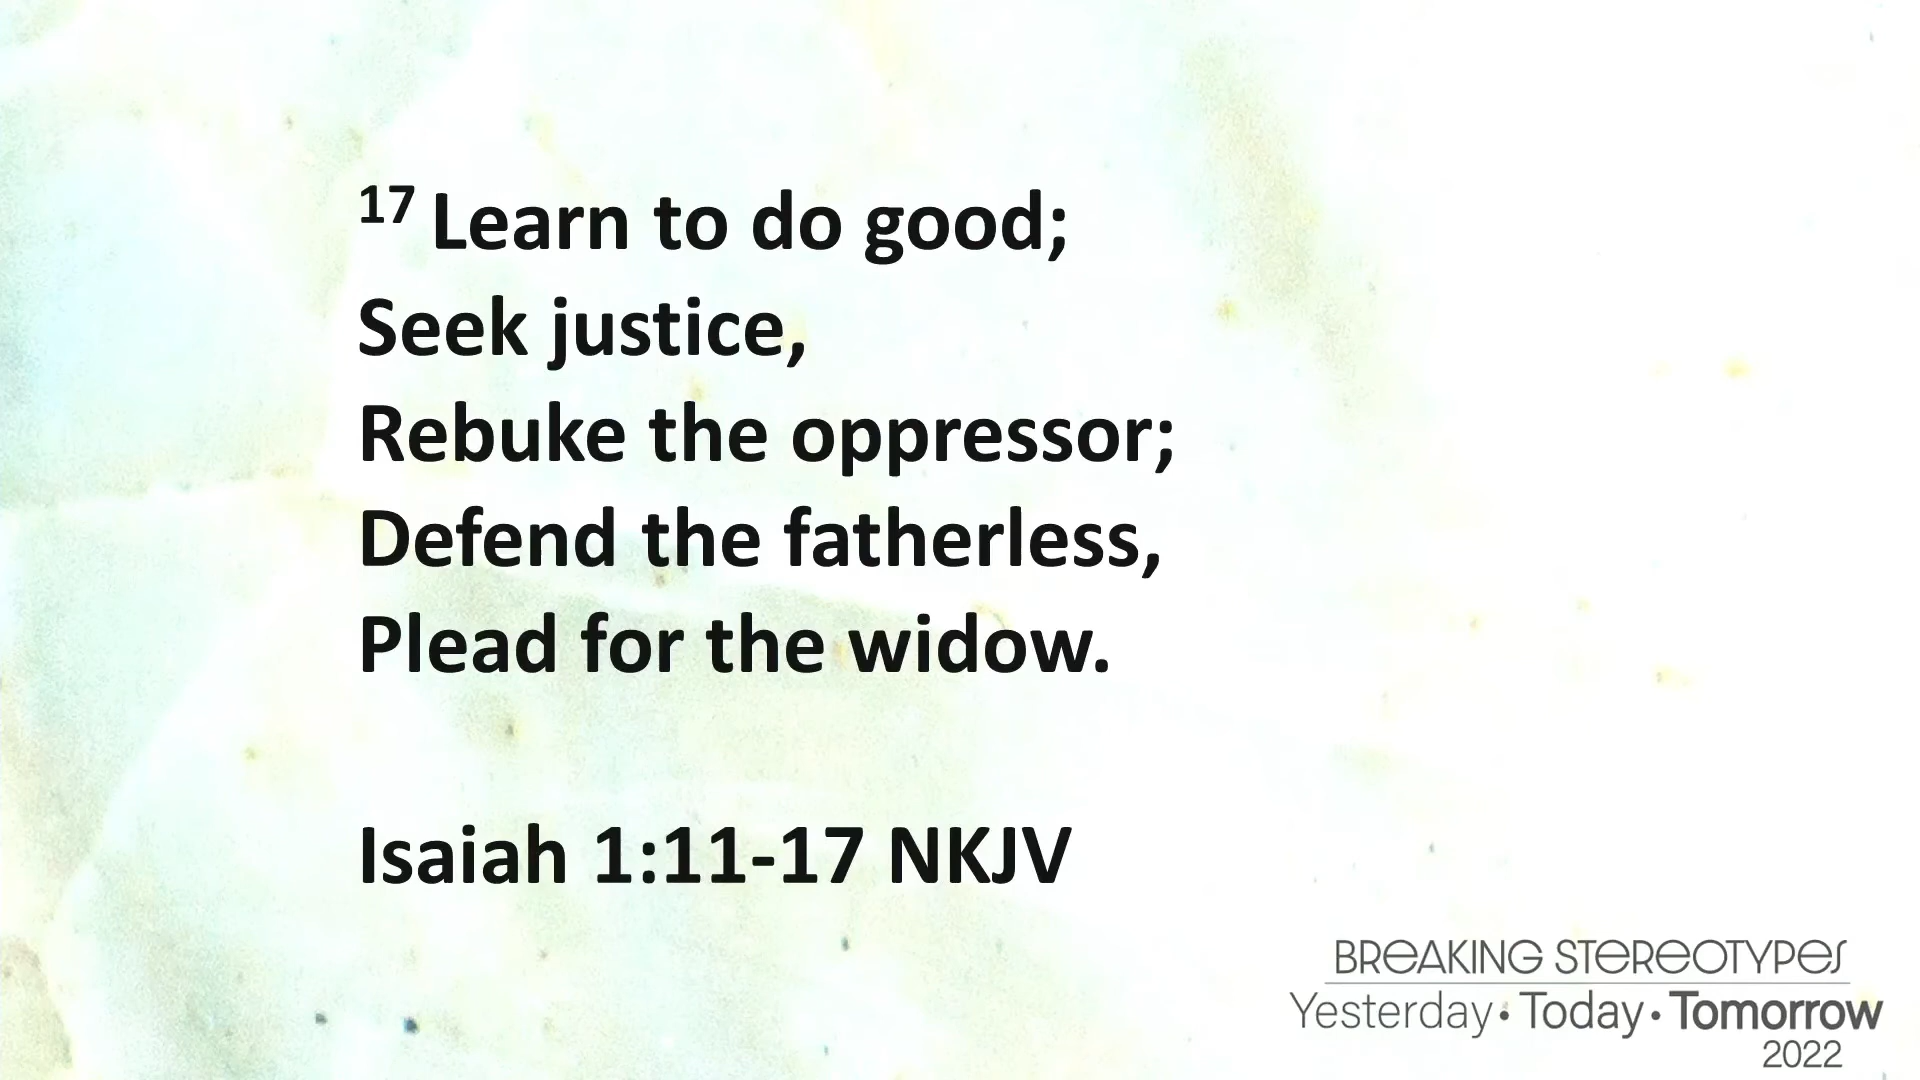 17 Learn to do good;
Seek justice,
Rebuke the oppressor;
Defend the fatherless,
Plead for the widow.
Isaiah 1:11-17 NKJV
BREAKING STEREOTYPES
Yesterday • Today • Tomorrow
2022